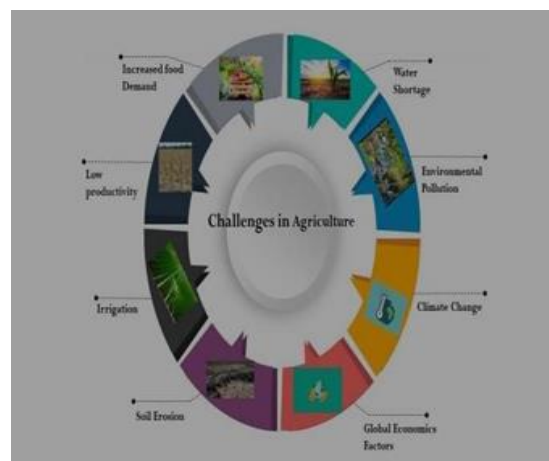 Increased food
Demand
Water
Shortage
Low
productivity
Environmental
Pollution
Challenges in Agriculture
Irrigation
Climate Change
Soil Erosion
Global Economics
Factors